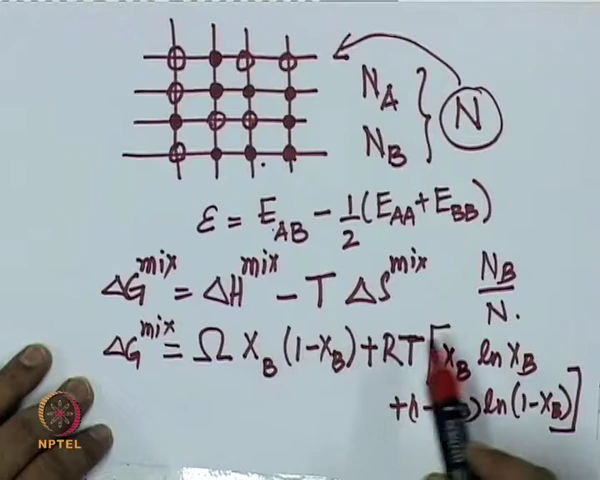 N_A
N_B } N
ε = E_AB − 1/2 (E_AA + E_BB)
ΔG^mix = ΔH^mix − T ΔS^mix
N_B / N.
ΔG^mix = Ω X_B (1−X_B) + RT [X_B ln X_B
+ (1− ) ln (1−X_B)]
NPTEL